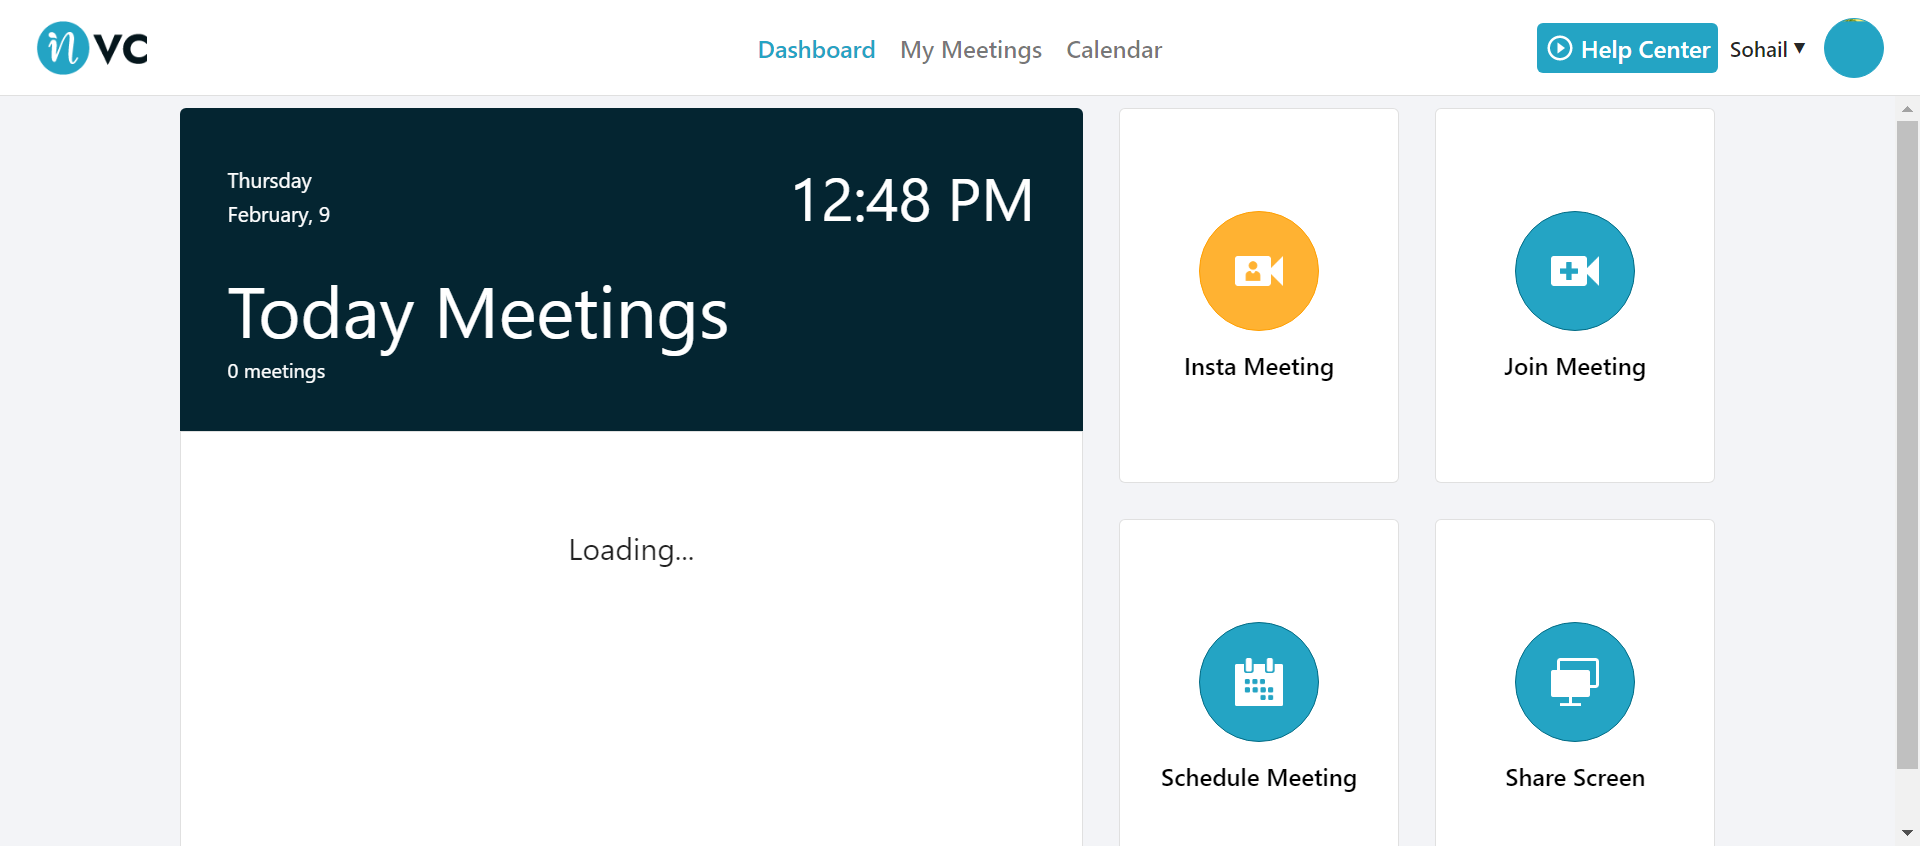 n VC
Dashboard My Meetings Calendar
Help Center Sohail
Thursday
February, 9
12:48 PM
Today Meetings
0 meetings
Loading...
Insta Meeting
Join Meeting
Schedule Meeting
Share Screen